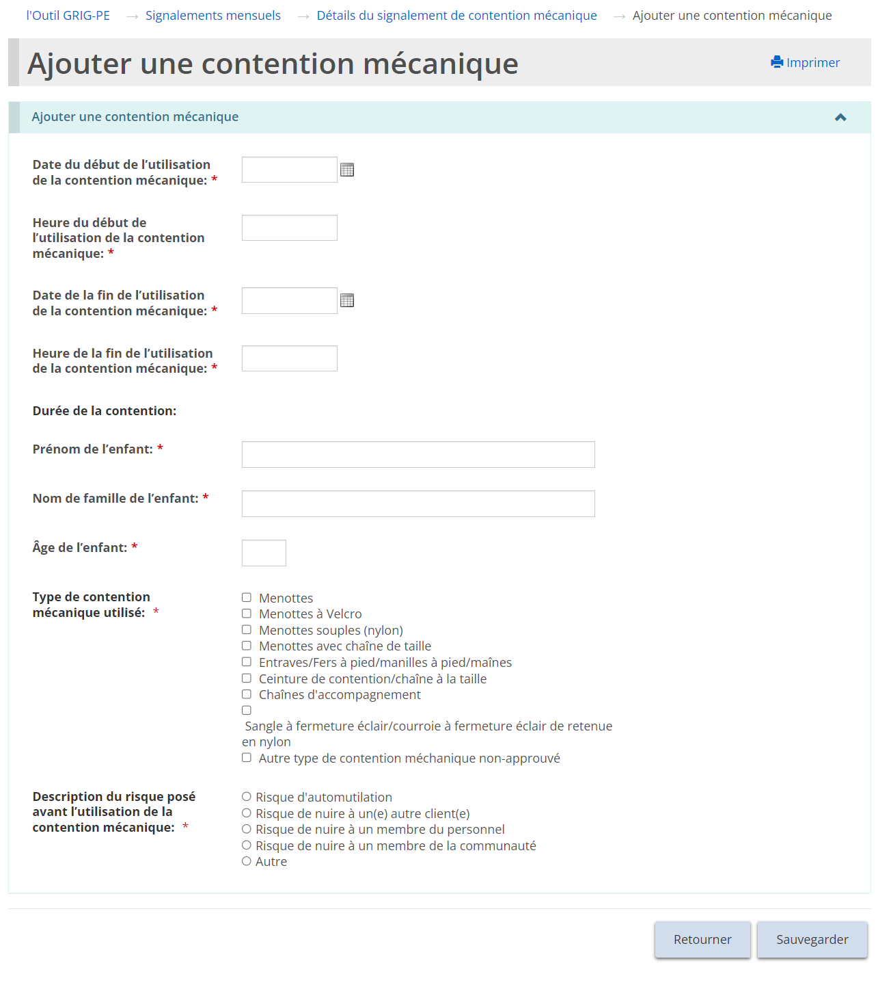 l'Outil GRIG-PE → Signalements mensuels → Détails du signalement de contention mécanique → Ajouter une contention mécanique
Ajouter une contention mécanique
Imprimer
Ajouter une contention mécanique
Date du début de l’utilisation
de la contention mécanique: *
Heure du début de
l’utilisation de la contention
mécanique: *
Date de la fin de l’utilisation
de la contention mécanique: *
Heure de la fin de l’utilisation
de la contention mécanique: *
Durée de la contention:
Prénom de l’enfant: *
Nom de famille de l’enfant: *
Âge de l’enfant: *
Type de contention
mécanique utilisé: *
Menottes
Menottes à Velcro
Menottes souples (nylon)
Menottes avec chaîne de taille
Entraves/Fers à pied/manilles à pied/maînes
Ceinture de contention/chaîne à la taille
Chaînes d'accompagnement
Sangle à fermeture éclair/courroie à fermeture éclair de retenue
en nylon
Autre type de contention méchanique non-approuvé
Description du risque posé
avant l’utilisation de la
contention mécanique: *
Risque d'automutilation
Risque de nuire à un(e) autre client(e)
Risque de nuire à un membre du personnel
Risque de nuire à un membre de la communauté
Autre
Retourner
Sauvegarder